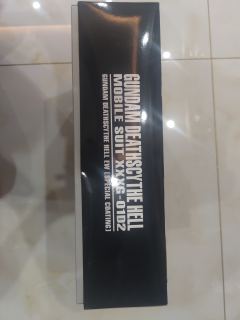 GUNDAM DEATHSCYTHE HELL
MOBILE SUIT XXXG-01D2
GUNDAM DEATHSCYTHE HELL EW [SPECIAL COATING]